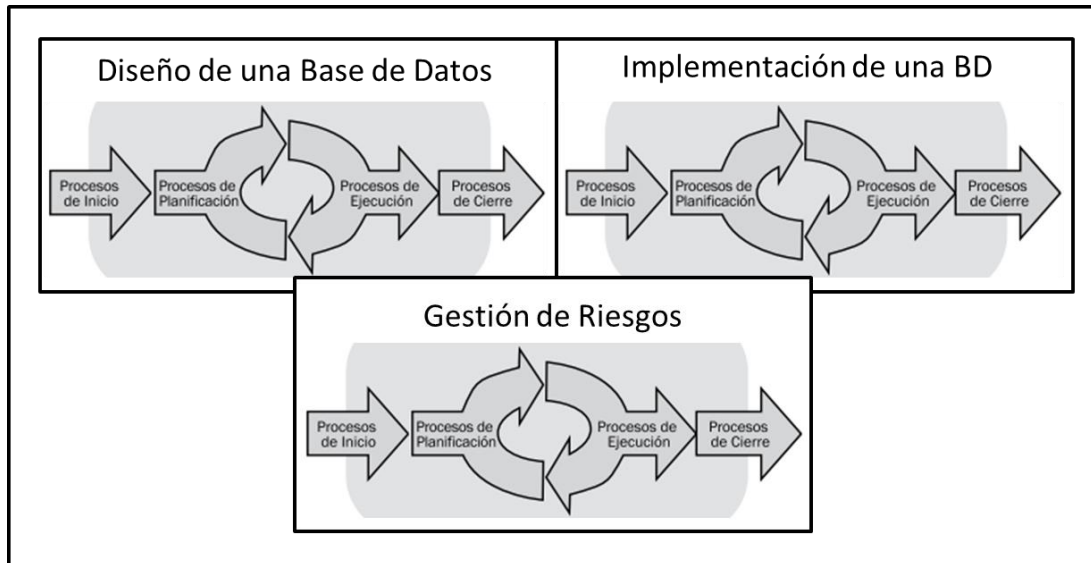 Diseño de una Base de Datos
Procesos
de Inicio
Procesos de
Planificación
Procesos de
Ejecución
Procesos
de Cierre
Implementación de una BD
Procesos
de Inicio
Procesos de
Planificación
Procesos de
Ejecución
Procesos
de Cierre
Gestión de Riesgos
Procesos
de Inicio
Procesos de
Planificación
Procesos de
Ejecución
Procesos
de Cierre